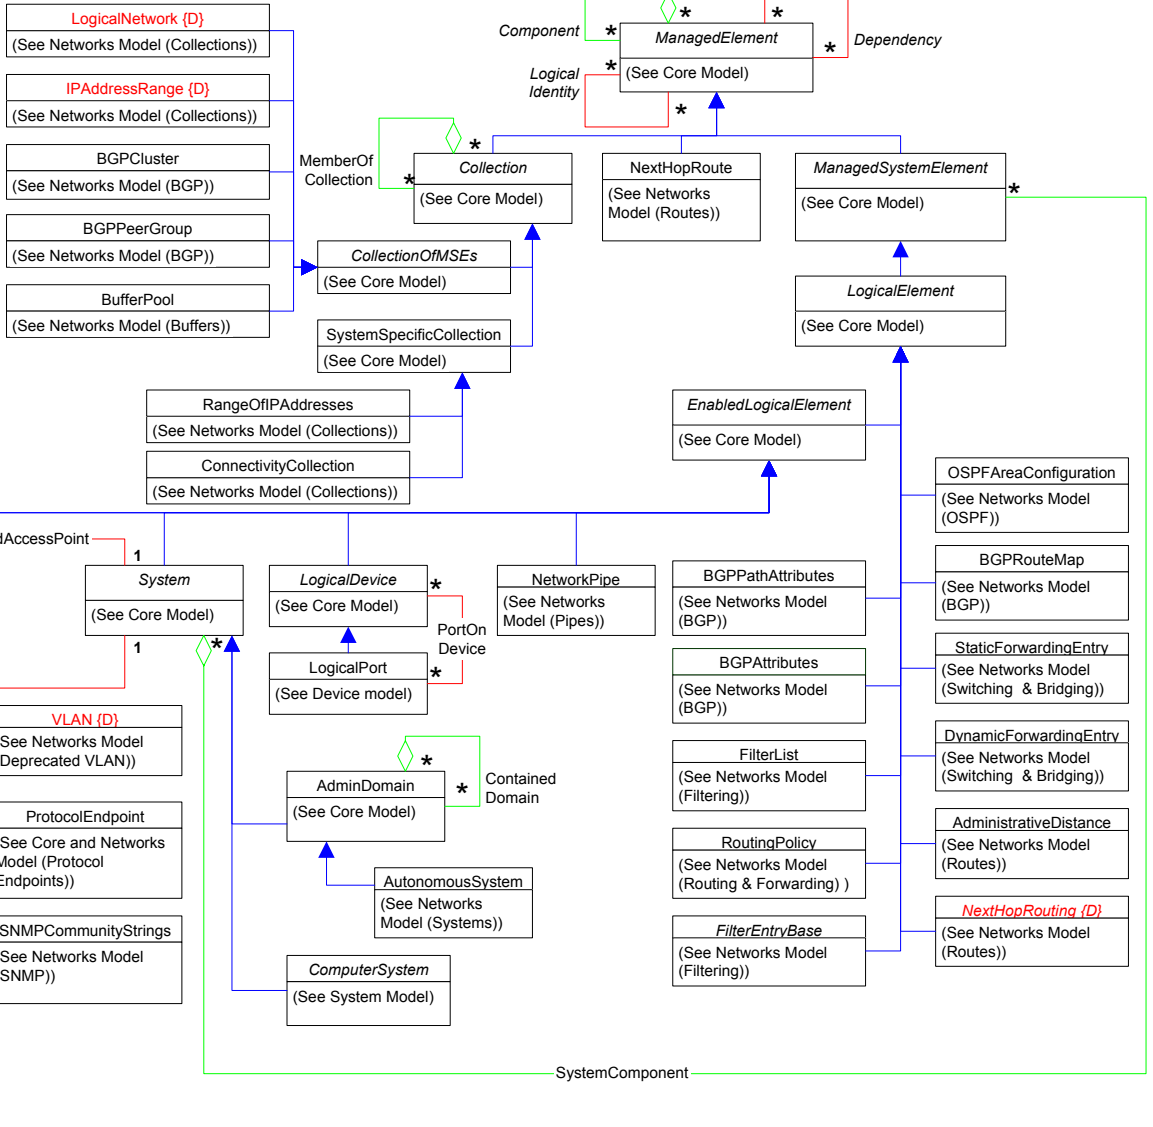 LogicalNetwork {D}
(See Networks Model (Collections))
IPAddressRange {D}
(See Networks Model (Collections))
BGPCluster
(See Networks Model (BGP))
BGPPeerGroup
(See Networks Model (BGP))
BufferPool
(See Networks Model (Buffers))
Component
*
*
*
ManagedElement
(See Core Model)
*
Dependency
Logical
Identity
*
*
MemberOf
Collection
*
*
Collection
(See Core Model)
NextHopRoute
(See Networks
Model (Routes))
ManagedSystemElement
(See Core Model)
*
CollectionOfMSEs
(See Core Model)
LogicalElement
(See Core Model)
SystemSpecificCollection
(See Core Model)
RangeOfIPAddresses
(See Networks Model (Collections))
ConnectivityCollection
(See Networks Model (Collections))
EnabledLogicalElement
(See Core Model)
dAccessPoint
1
System
(See Core Model)
1
*
LogicalDevice
(See Core Model)
*
PortOn
Device
*
LogicalPort
(See Device model)
NetworkPipe
(See Networks
Model (Pipes))
VLAN {D}
See Networks Model
Deprecated VLAN))
ProtocolEndpoint
See Core and Networks
Model (Protocol
Endpoints))
SNMPCommunityStrings
See Networks Model
SNMP))
AdminDomain
(See Core Model)
*
*
Contained
Domain
AutonomousSystem
(See Networks
Model (Systems))
ComputerSystem
(See System Model)
BGPPathAttributes
(See Networks Model
(BGP))
BGPAttributes
(See Networks Model
(BGP))
FilterList
(See Networks Model
(Filtering))
RoutingPolicy
(See Networks Model
(Routing & Forwarding) )
FilterEntryBase
(See Networks Model
(Filtering))
OSPFAreaConfiguration
(See Networks Model
(OSPF))
BGPRouteMap
(See Networks Model
(BGP))
StaticForwardingEntry
(See Networks Model
(Switching & Bridging))
DynamicForwardingEntry
(See Networks Model
(Switching & Bridging))
AdministrativeDistance
(See Networks Model
(Routes))
NextHopRouting {D}
(See Networks Model
(Routes))
SystemComponent